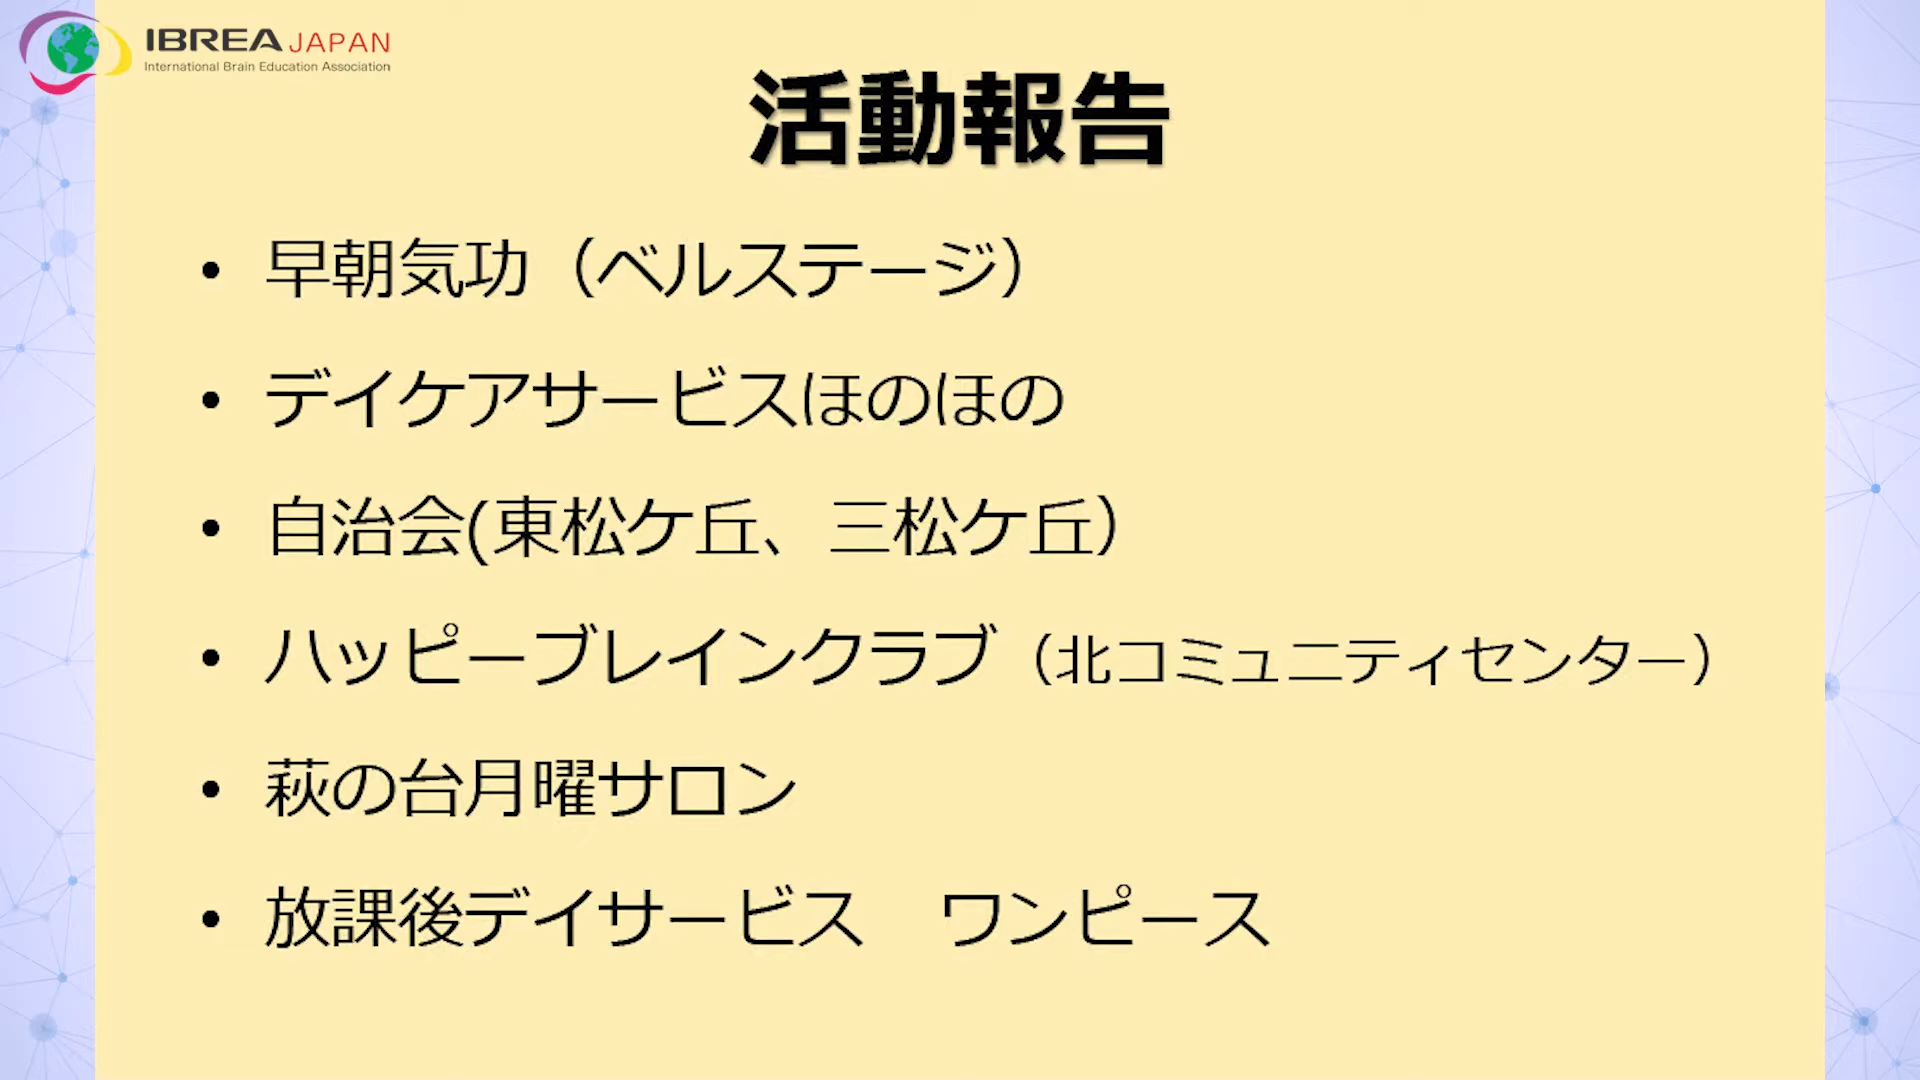 IBREA JAPAN
International Brain Education Association
活動報告
• 早朝気功（ベルステージ）
• デイケアサービスほのほの
• 自治会(東松ケ丘、三松ケ丘）
• ハッピーブレインクラブ（北コミュニティセンター）
• 萩の台月曜サロン
• 放課後デイサービス　ワンピース